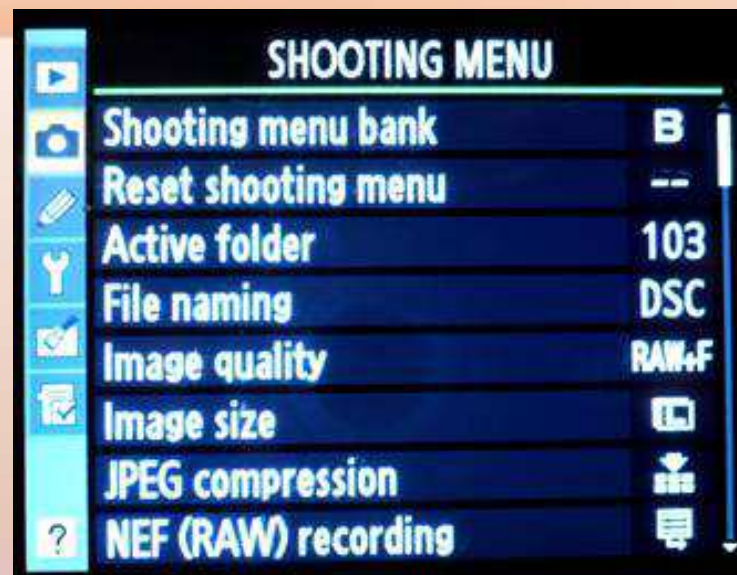 SHOOTING MENU
Shooting menu bank B
Reset shooting menu --
Active folder 103
File naming DSC
Image quality RAW+F
Image size
JPEG compression
NEF (RAW) recording
?